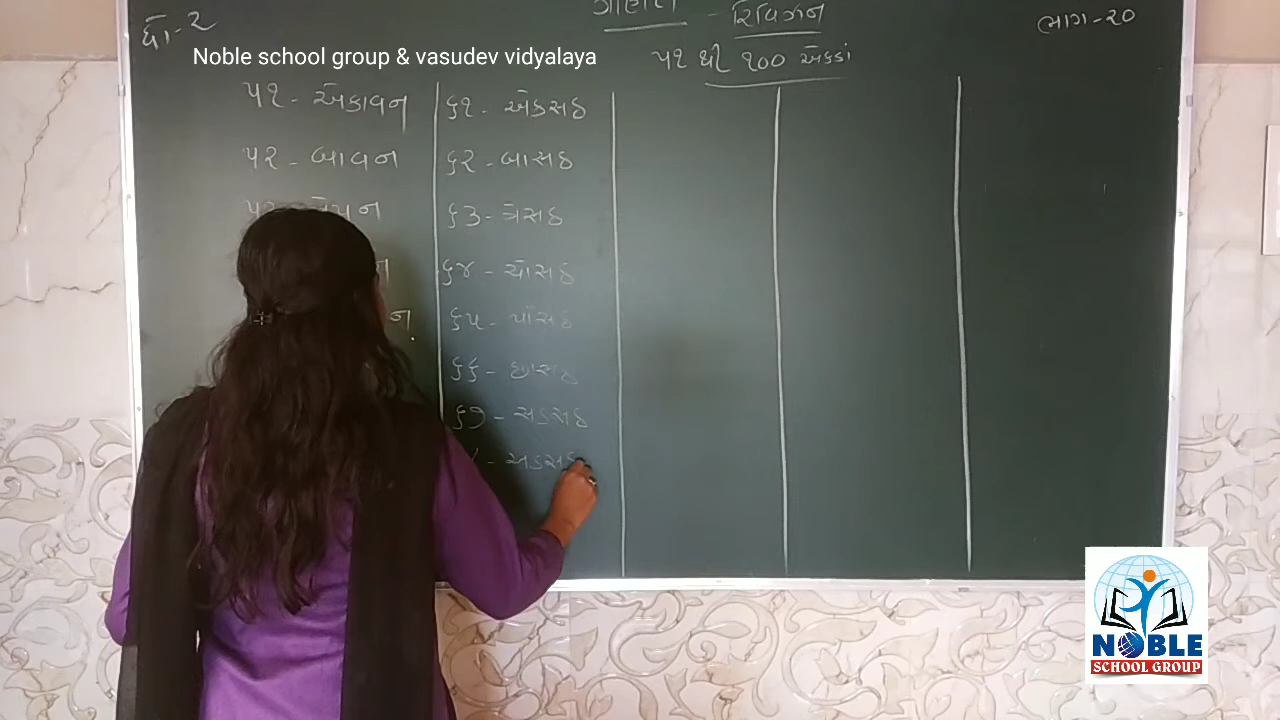 ધો-૨
- રિવિઝન
ભાગ-૨૦
Noble school group & vasudev vidyalaya
૫૧ થી ૧૦૦ એકડાં
૫૧ - એકાવન
૫૨ - બાવન
૬૧ - એકસઠ
૬૨ - બાસઠ
૬૩ - ત્રેસઠ
૬૪ - ચોસઠ
૬૫ - પાંસઠ
૬૬ - છાસઠ
૬૭ - સડસઠ
- અડસઠ
NOBLE
SCHOOL GROUP